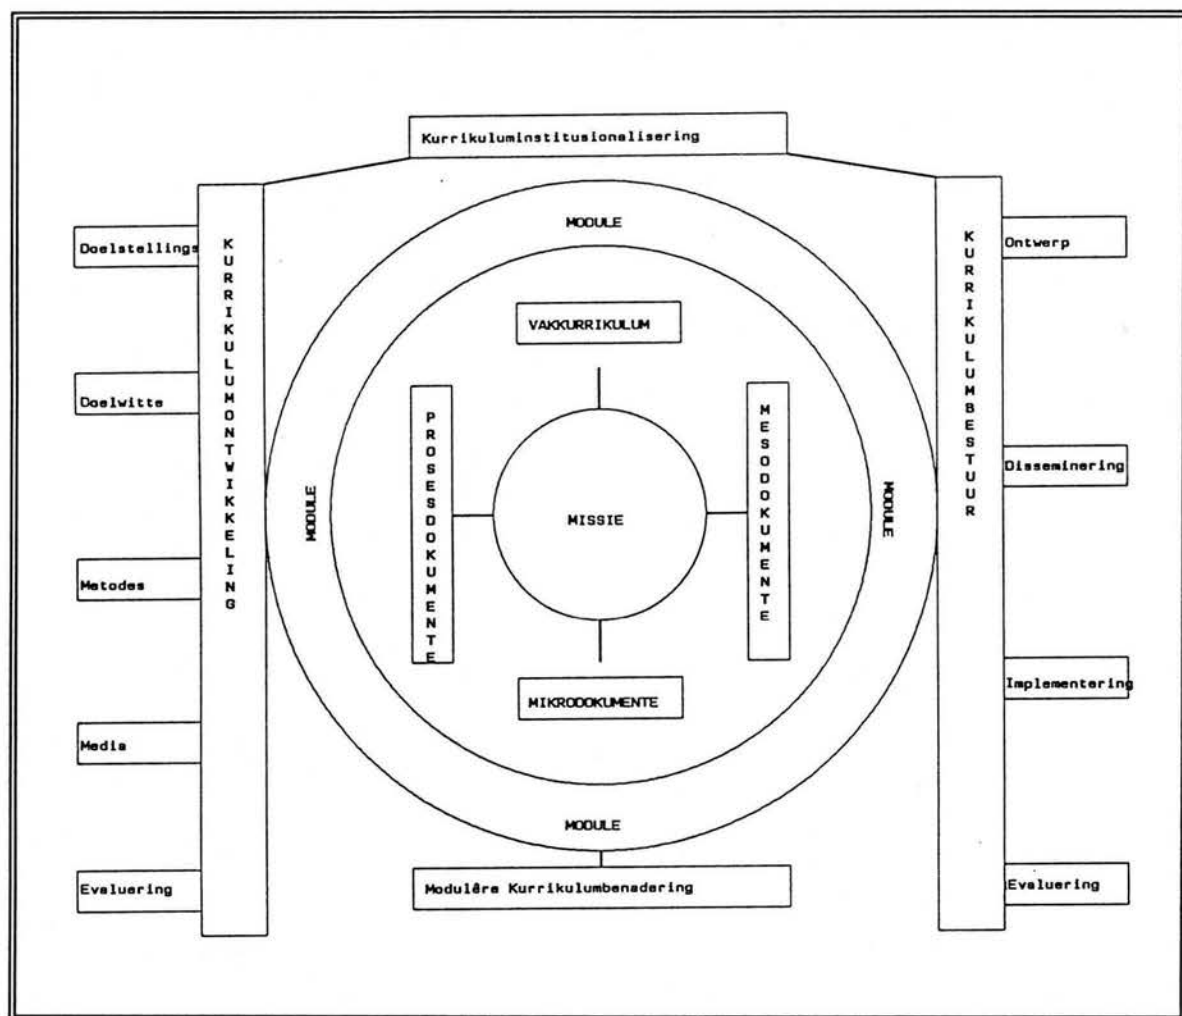 Kurrikuluminstitusionalisering
MODULE
KURRIKULUMONTWIKKELING
KURRIKULUMBESTUUR
Doelstellings
Ontwerp
VAKKURRIKULUM
Doelwitte
PROSESDOKUMENTE
MESODOKUMENTE
Disseminering
MODULE
MISSIE
MODULE
Metodes
Implementering
MIKRODOKUMENTE
Media
MODULE
Evaluering
Modulêre Kurrikulumbenadering
Evaluering